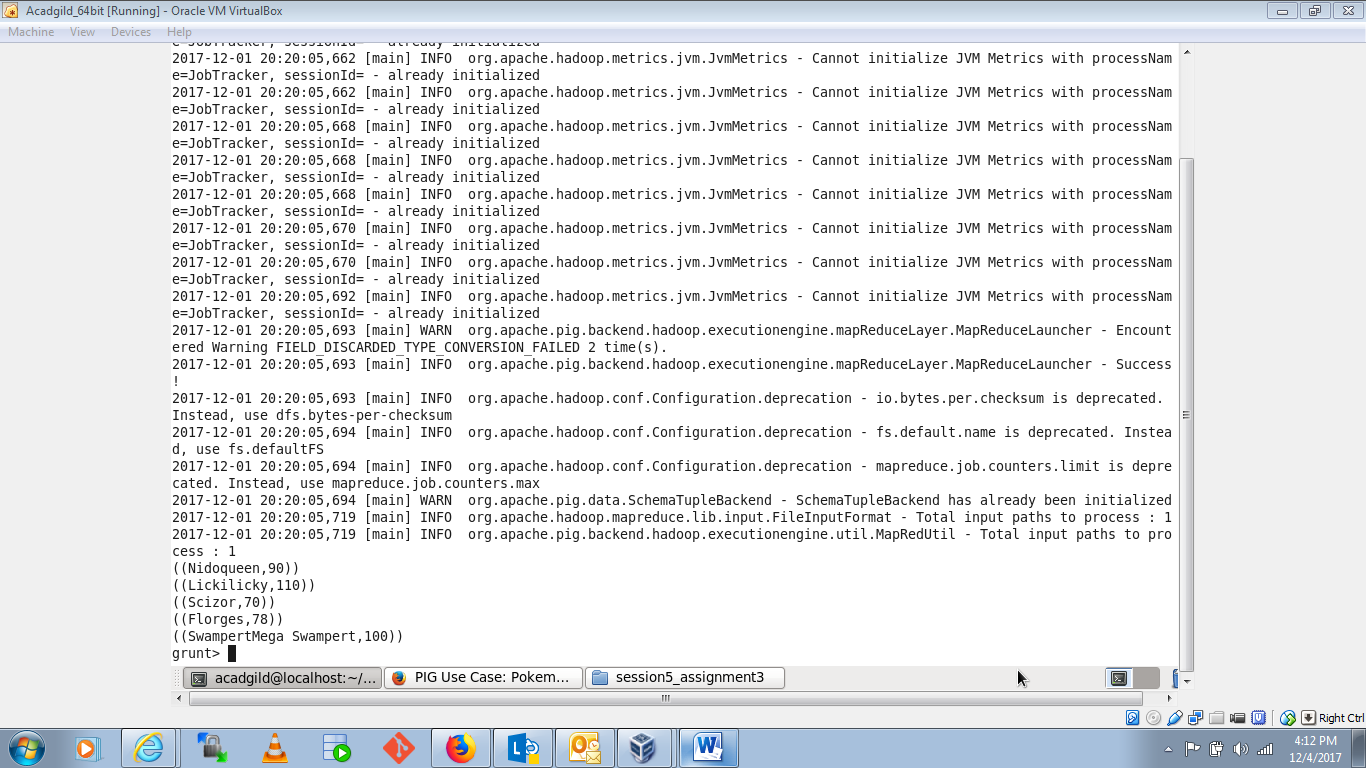 Acadgild_64bit [Running] - Oracle VM VirtualBox
Machine View Devices Help
e=JobTracker, sessionId= - already initialized
2017-12-01 20:20:05,662 [main] INFO  org.apache.hadoop.metrics.jvm.JvmMetrics - Cannot initialize JVM Metrics with processNam
e=JobTracker, sessionId= - already initialized
2017-12-01 20:20:05,662 [main] INFO  org.apache.hadoop.metrics.jvm.JvmMetrics - Cannot initialize JVM Metrics with processNam
e=JobTracker, sessionId= - already initialized
2017-12-01 20:20:05,668 [main] INFO  org.apache.hadoop.metrics.jvm.JvmMetrics - Cannot initialize JVM Metrics with processNam
e=JobTracker, sessionId= - already initialized
2017-12-01 20:20:05,668 [main] INFO  org.apache.hadoop.metrics.jvm.JvmMetrics - Cannot initialize JVM Metrics with processNam
e=JobTracker, sessionId= - already initialized
2017-12-01 20:20:05,668 [main] INFO  org.apache.hadoop.metrics.jvm.JvmMetrics - Cannot initialize JVM Metrics with processNam
e=JobTracker, sessionId= - already initialized
2017-12-01 20:20:05,670 [main] INFO  org.apache.hadoop.metrics.jvm.JvmMetrics - Cannot initialize JVM Metrics with processNam
e=JobTracker, sessionId= - already initialized
2017-12-01 20:20:05,670 [main] INFO  org.apache.hadoop.metrics.jvm.JvmMetrics - Cannot initialize JVM Metrics with processNam
e=JobTracker, sessionId= - already initialized
2017-12-01 20:20:05,692 [main] INFO  org.apache.hadoop.metrics.jvm.JvmMetrics - Cannot initialize JVM Metrics with processNam
e=JobTracker, sessionId= - already initialized
2017-12-01 20:20:05,693 [main] WARN  org.apache.pig.backend.hadoop.executionengine.mapReduceLayer.MapReduceLauncher - Encount
ered Warning FIELD_DISCARDED_TYPE_CONVERSION_FAILED 2 time(s).
2017-12-01 20:20:05,693 [main] INFO  org.apache.pig.backend.hadoop.executionengine.mapReduceLayer.MapReduceLauncher - Success
!
2017-12-01 20:20:05,693 [main] INFO  org.apache.hadoop.conf.Configuration.deprecation - io.bytes.per.checksum is deprecated.
Instead, use dfs.bytes-per-checksum
2017-12-01 20:20:05,694 [main] INFO  org.apache.hadoop.conf.Configuration.deprecation - fs.default.name is deprecated. Instea
d, use fs.defaultFS
2017-12-01 20:20:05,694 [main] INFO  org.apache.hadoop.conf.Configuration.deprecation - mapreduce.job.counters.limit is depre
cated. Instead, use mapreduce.job.counters.max
2017-12-01 20:20:05,694 [main] WARN  org.apache.pig.data.SchemaTupleBackend - SchemaTupleBackend has already been initialized
2017-12-01 20:20:05,719 [main] INFO  org.apache.hadoop.mapreduce.lib.input.FileInputFormat - Total input paths to process : 1
2017-12-01 20:20:05,719 [main] INFO  org.apache.pig.backend.hadoop.executionengine.util.MapRedUtil - Total input paths to pro
cess : 1
((Nidoqueen,90))
((Lickilicky,110))
((Scizor,70))
((Florges,78))
((SwampertMega Swampert,100))
grunt>
acadgild@localhost:~/... PIG Use Case: Pokem... session5_assignment3
Right Ctrl
4:12 PM
12/4/2017